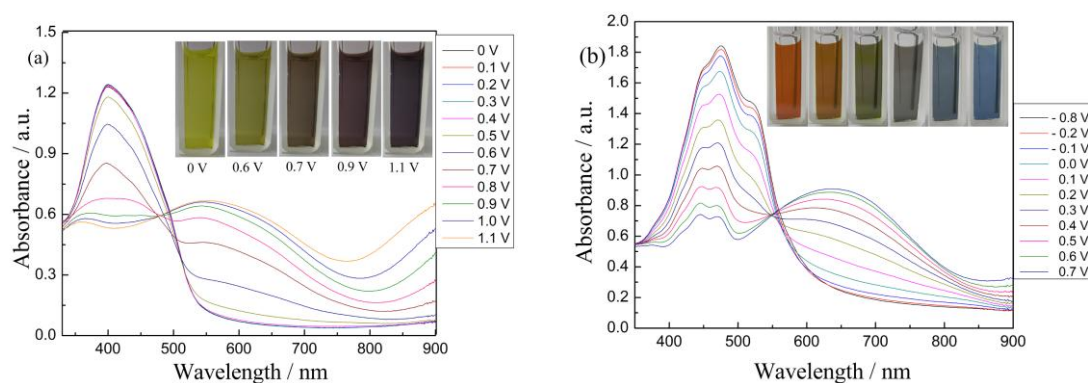 (a)
Absorbance / a.u.
1.5
1.2
0.9
0.6
0.3
0.0
400 500 600 700 800 900
Wavelength / nm
0 V 0.6 V 0.7 V 0.9 V 1.1 V
0 V
0.1 V
0.2 V
0.3 V
0.4 V
0.5 V
0.6 V
0.7 V
0.8 V
0.9 V
1.0 V
1.1 V
(b)
Absorbance / a.u.
2.0
1.8
1.6
1.4
1.2
1.0
0.8
0.6
0.4
0.2
0.0
400 500 600 700 800 900
Wavelength / nm
- 0.8 V
- 0.2 V
- 0.1 V
0.0 V
0.1 V
0.2 V
0.3 V
0.4 V
0.5 V
0.6 V
0.7 V